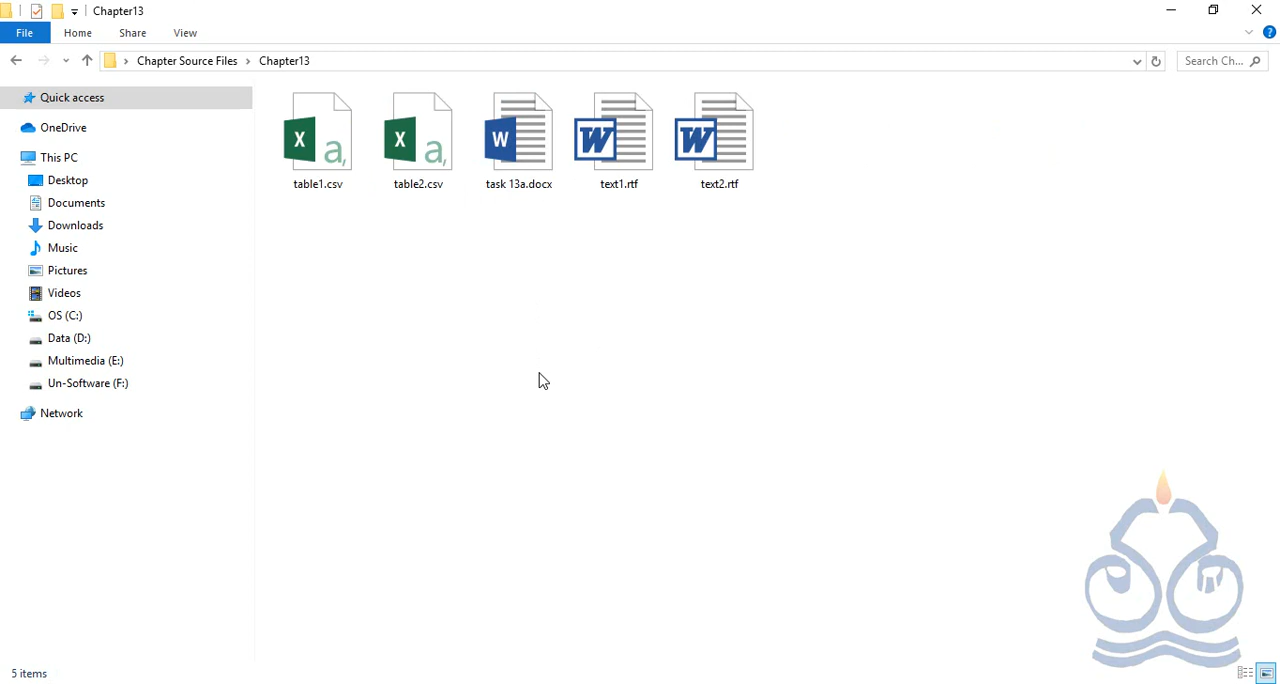 Chapter13
File Home Share View
Chapter Source Files › Chapter13 Search Ch...
Quick access
OneDrive
This PC
Desktop
Documents
Downloads
Music
Pictures
Videos
OS (C:)
Data (D:)
Multimedia (E:)
Un-Software (F:)
Network
table1.csv table2.csv task 13a.docx text1.rtf text2.rtf
5 items